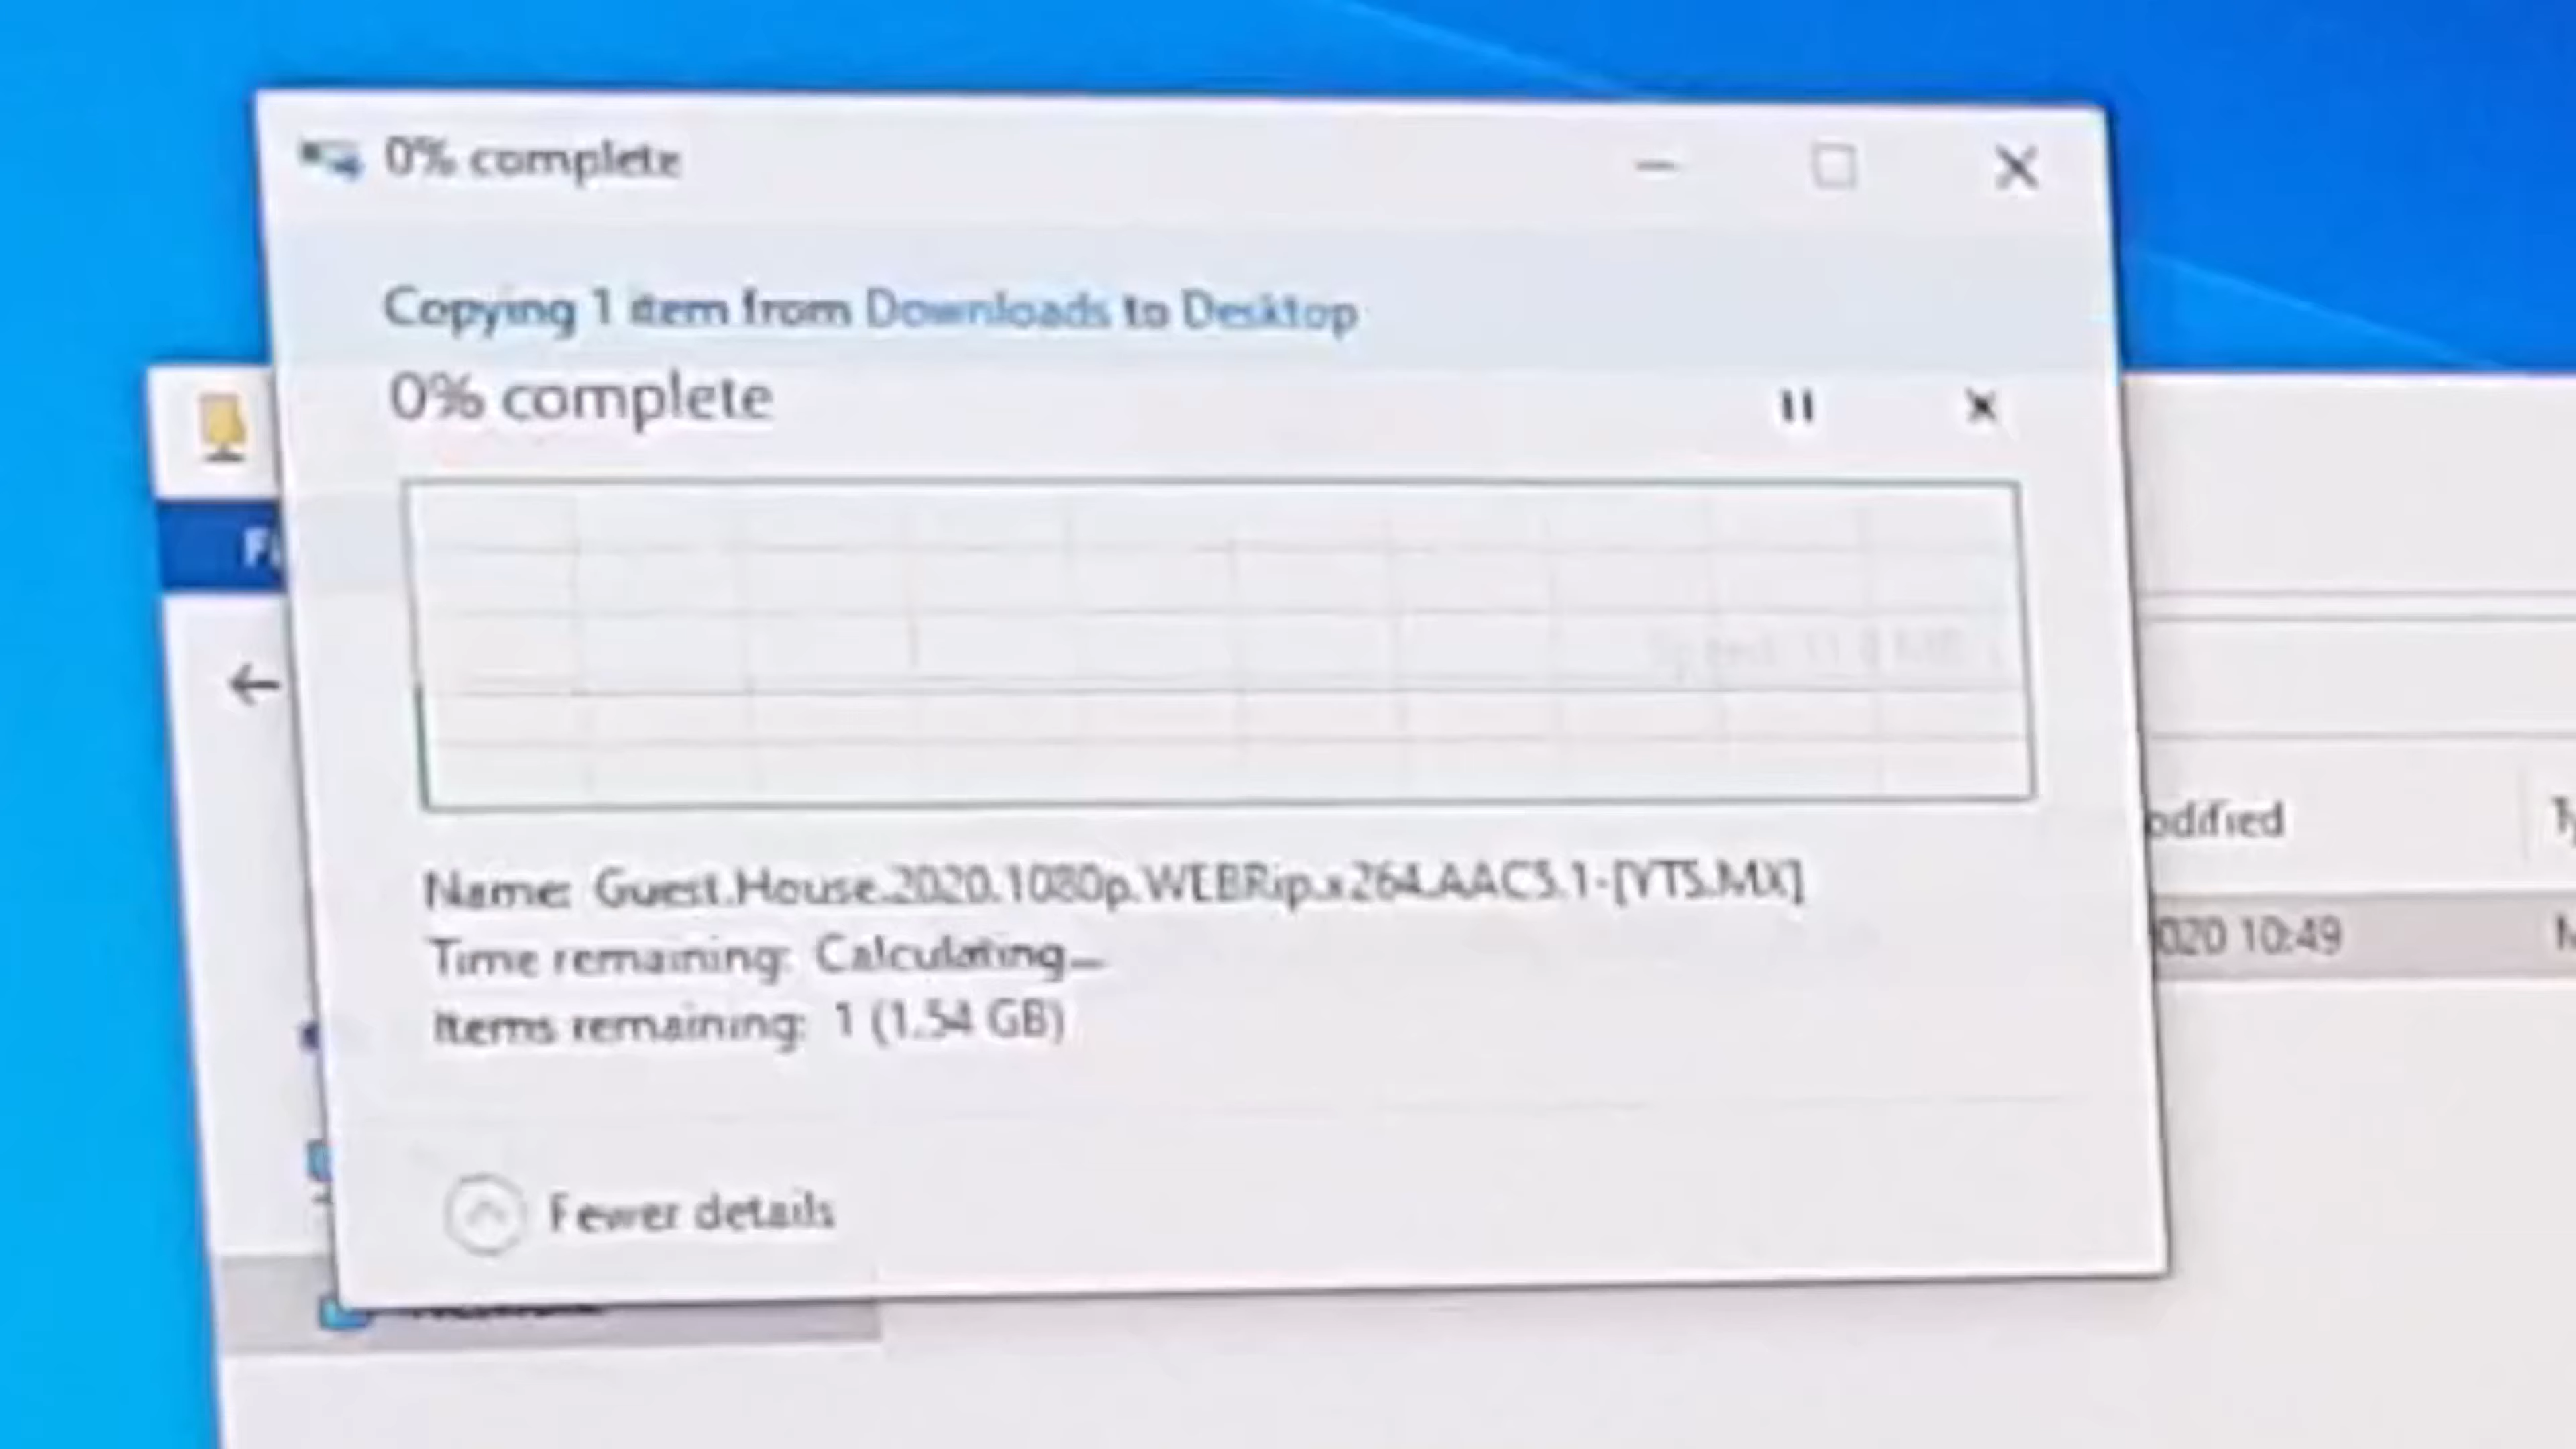 0% complete
Copying 1 item from Downloads to Desktop
0% complete
Name: Guest.House.2020.1080p.WEBRip.x264.AAC5.1-[YTS.MX]
Time remaining: Calculating...
Items remaining: 1 (1.54 GB)
Fewer details
odified
020 10:49